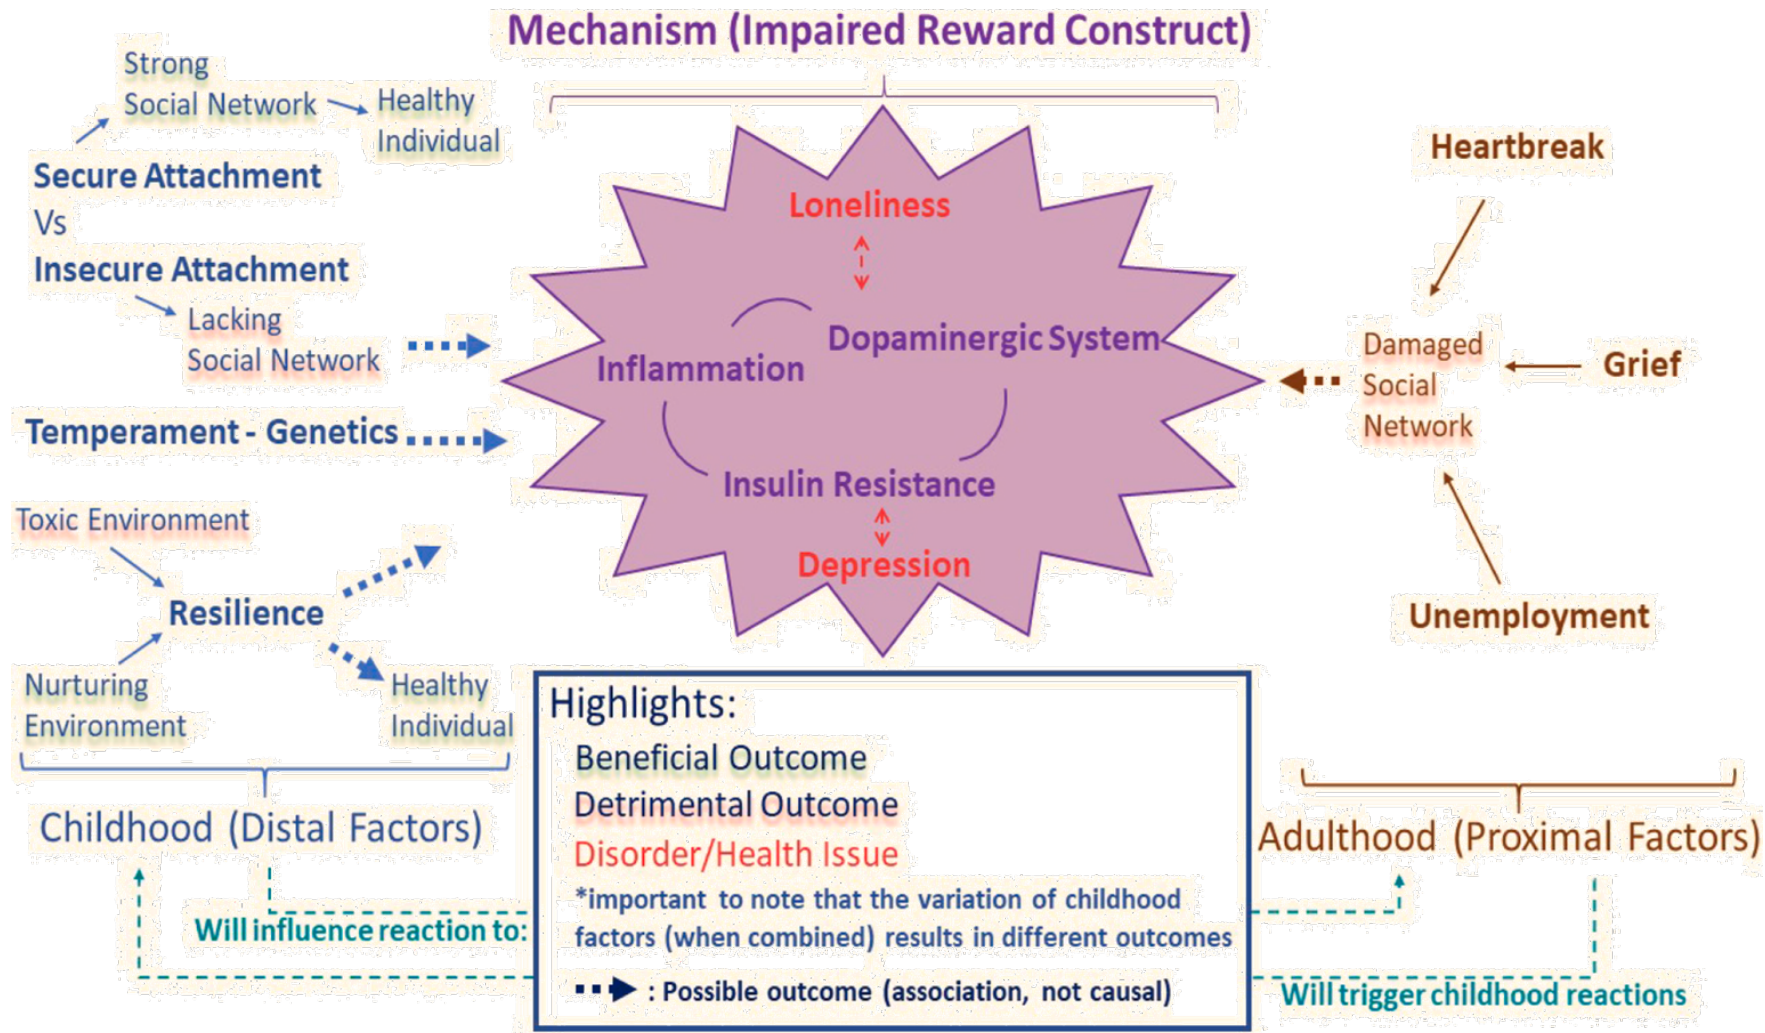 Mechanism (Impaired Reward Construct)
Strong
Social Network
Healthy
Individual
Secure Attachment
Vs
Insecure Attachment
Lacking
Social Network
Temperament - Genetics
Toxic Environment
Resilience
Nurturing
Environment
Healthy
Individual
Childhood (Distal Factors)
Will influence reaction to:
Loneliness
Dopaminergic System
Inflammation
Insulin Resistance
Depression
Highlights:
Beneficial Outcome
Detrimental Outcome
Disorder/Health Issue
*important to note that the variation of childhood
factors (when combined) results in different outcomes
: Possible outcome (association, not causal)
Heartbreak
Damaged
Social
Network
Grief
Unemployment
Adulthood (Proximal Factors)
Will trigger childhood reactions